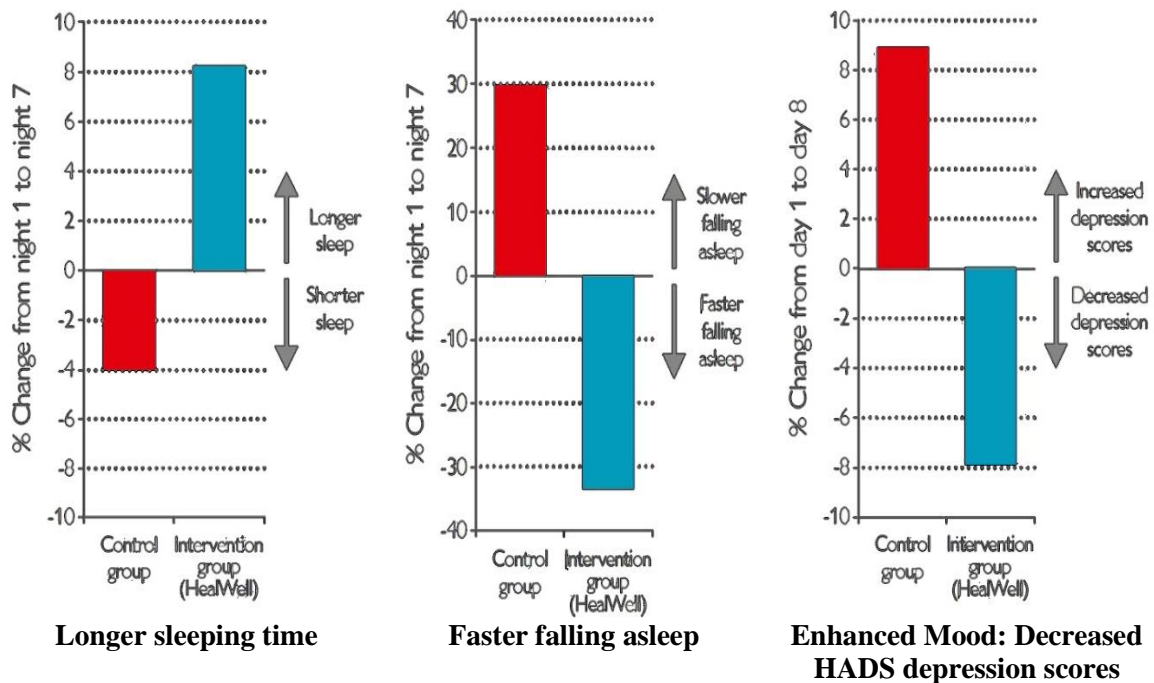 % Change from night 1 to night 7
10
8
6
4
2
0
-2
-4
-6
-8
-10
Longer
sleep
Shorter
sleep
Control
group
Intervention
group
(HealWell)
Longer sleeping time
% Change from night 1 to night 7
40
30
20
10
0
-10
-20
-30
-40
Slower
falling
asleep
Faster
falling
asleep
Control
group
Intervention
group
(HealWell)
Faster falling asleep
% Change from day 1 to day 8
10
8
6
4
2
0
-2
-4
-6
-8
-10
Increased
depression
scores
Decreased
depression
scores
Control
group
Intervention
group
(HealWell)
Enhanced Mood: Decreased
HADS depression scores